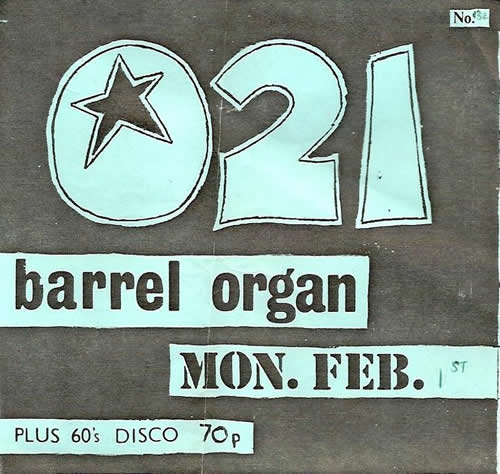 No.
021
barrel organ
MON. FEB. 1ST
PLUS 60's DISCO 70p